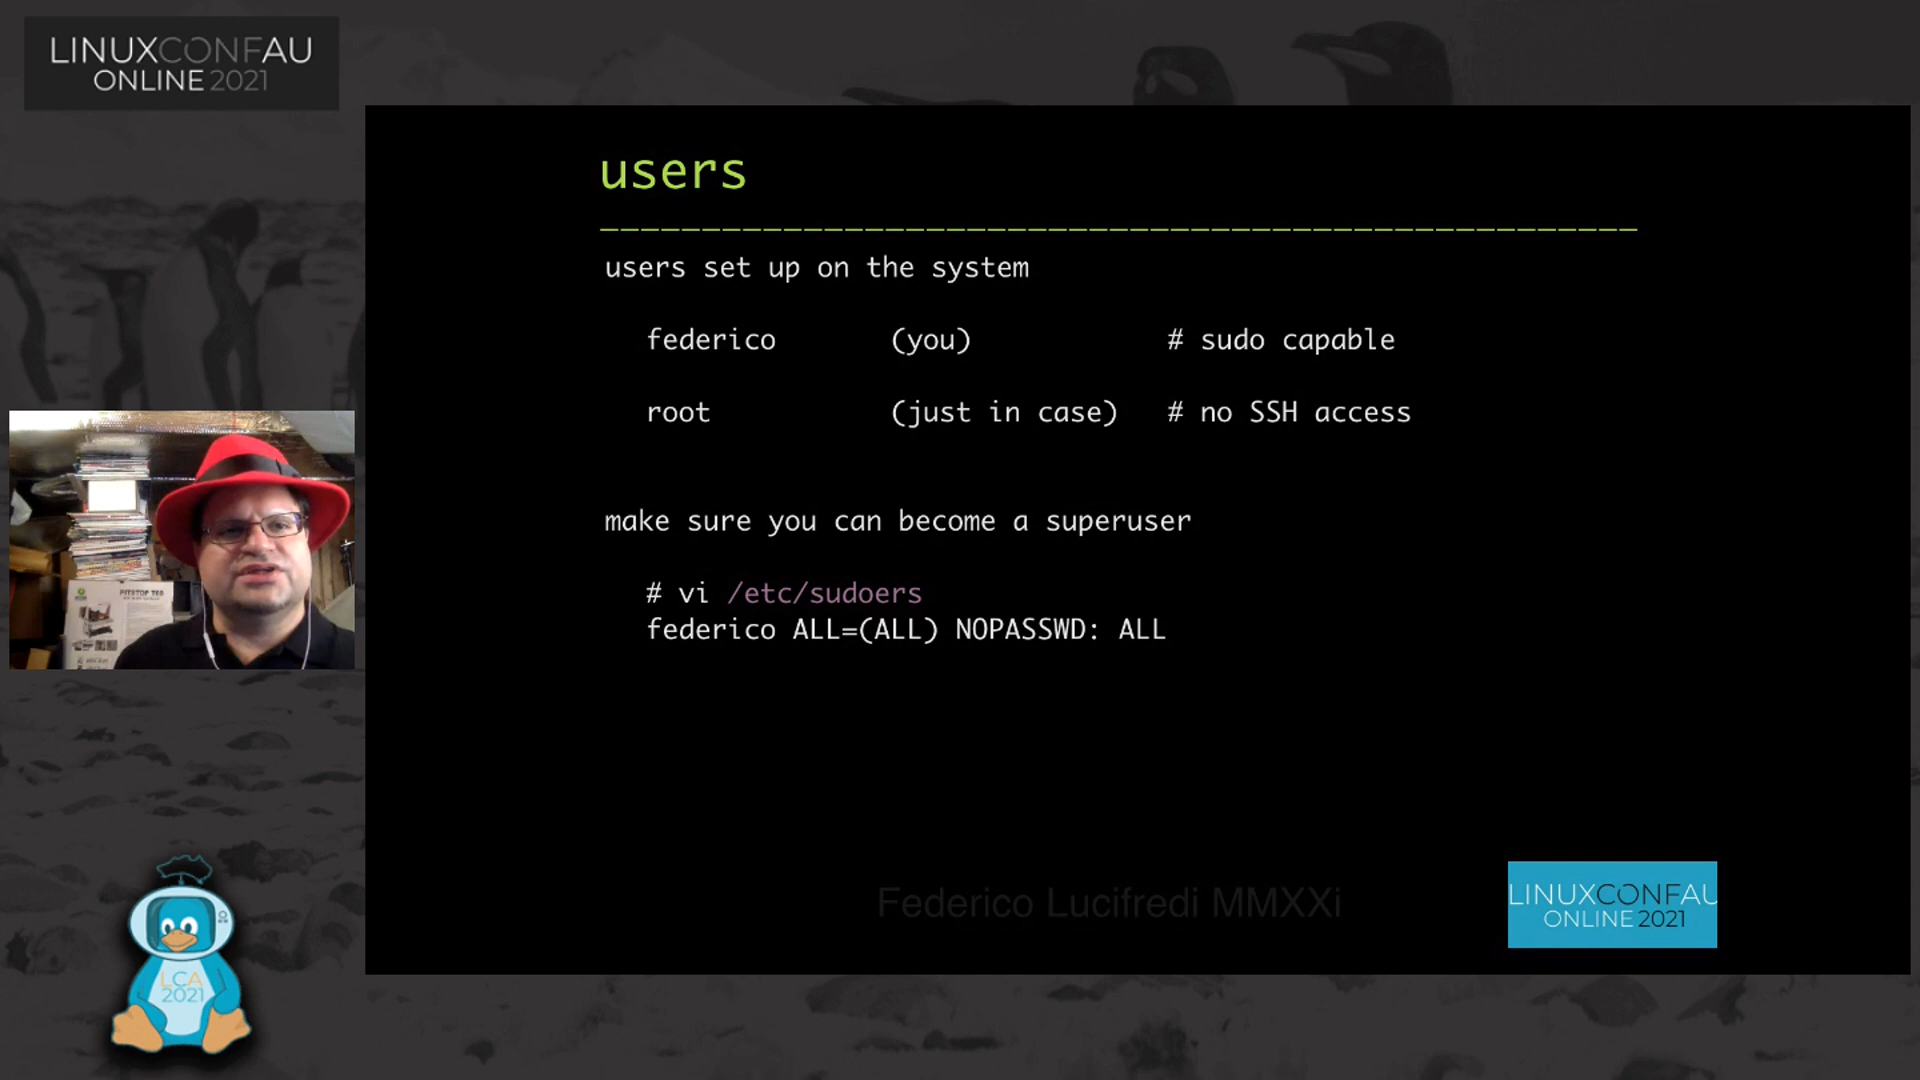 LINUXCONFAU
ONLINE 2021
users
users set up on the system
federico (you) # sudo capable
root (just in case) # no SSH access
make sure you can become a superuser
# vi /etc/sudoers
federico ALL=(ALL) NOPASSWD: ALL
PITSTOP
Federico Lucifredi MMXXi
LINUXCONFAU
ONLINE 2021
LCA
2021